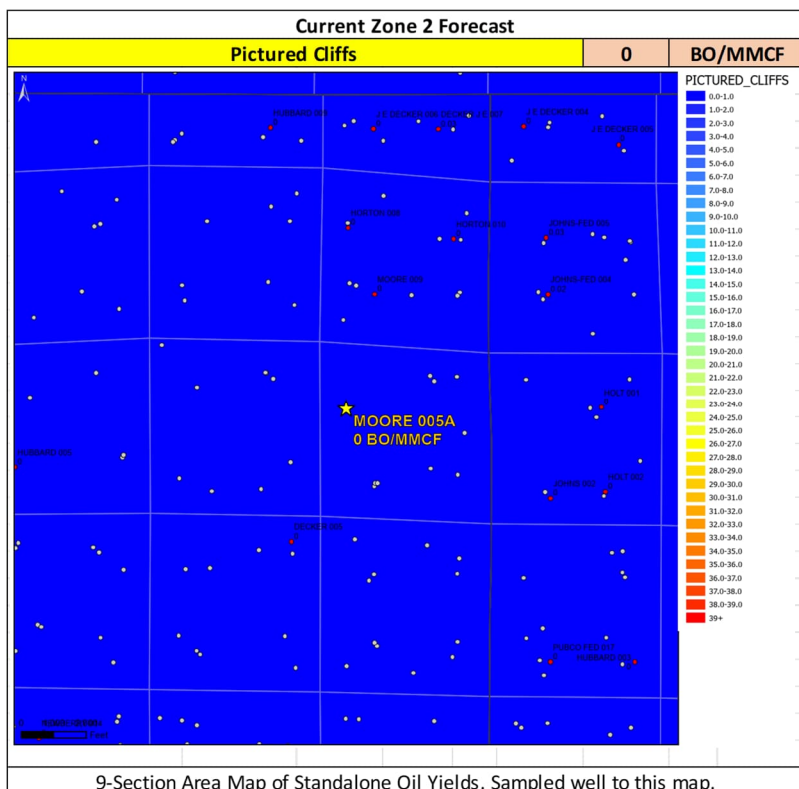 Current Zone 2 Forecast
Pictured Cliffs 0 BO/MMCF
PICTURED_CLIFFS
N
0.0-1.0
1.0-2.0
2.0-3.0
3.0-4.0
4.0-5.0
5.0-6.0
6.0-7.0
7.0-8.0
8.0-9.0
9.0-10.0
10.0-11.0
11.0-12.0
12.0-13.0
13.0-14.0
14.0-15.0
15.0-16.0
16.0-17.0
17.0-18.0
18.0-19.0
19.0-20.0
20.0-21.0
21.0-22.0
22.0-23.0
23.0-24.0
24.0-25.0
25.0-26.0
26.0-27.0
27.0-28.0
28.0-29.0
29.0-30.0
30.0-31.0
31.0-32.0
32.0-33.0
33.0-34.0
34.0-35.0
35.0-36.0
36.0-37.0
37.0-38.0
38.0-39.0
39+
J E DECKER 004
MOORE 009
MOORE 005A
0 BO/MMCF
HOLT 001
HOLT 002
JOHNS 002
DECKER 005
0
Feet
9-Section Area Map of Standalone Oil Yields. Sampled well to this map.